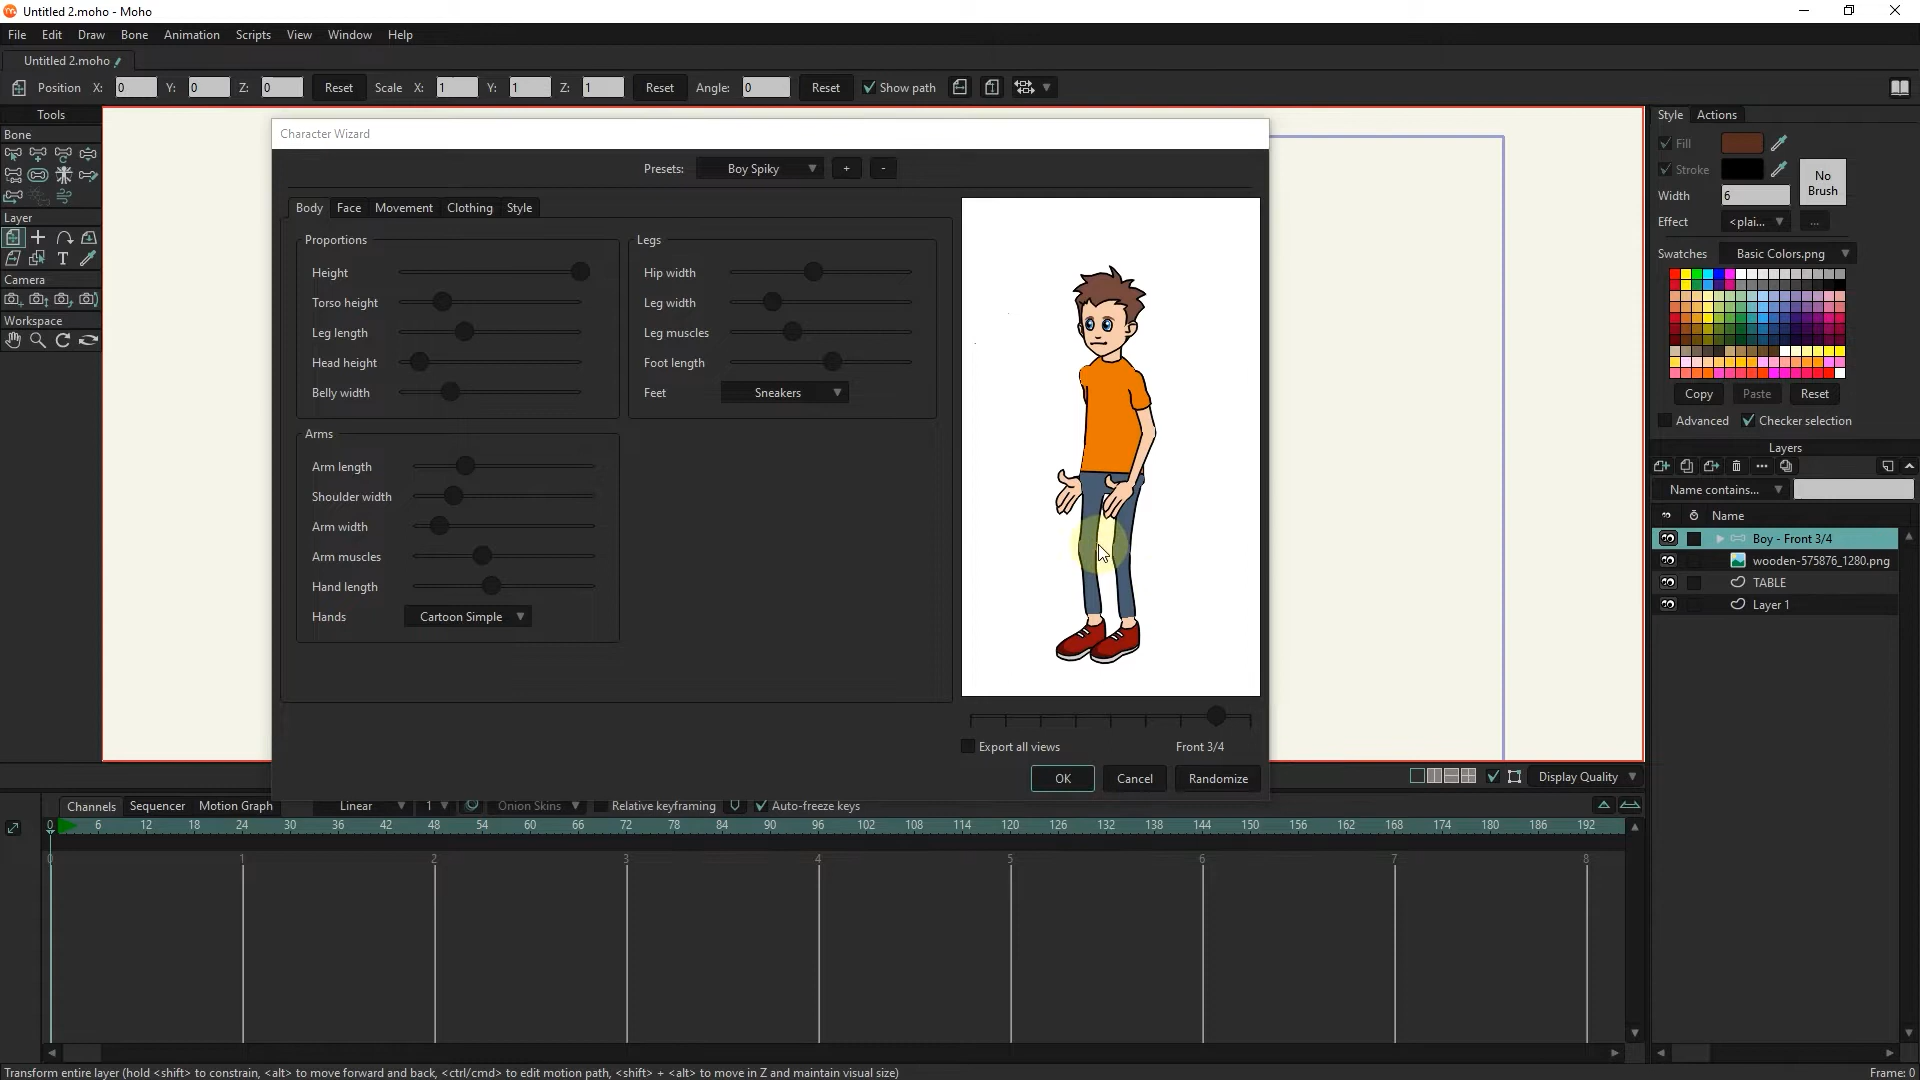 Untitled 2.moho - Moho
File Edit Draw Bone Animation Scripts View Window Help
Untitled 2.moho
Position X: 0 Y: 0 Z: 0 Reset Scale X: 1 Y: 1 Z: 1 Reset Angle: 0 Reset Show path
Tools
Bone
Layer
Camera
Workspace
Character Wizard
Presets: Boy Spiky + -
Body Face Movement Clothing Style
Proportions
Height
Torso height
Leg length
Head height
Belly width
Legs
Hip width
Leg width
Leg muscles
Foot length
Feet Sneakers
Arms
Arm length
Shoulder width
Arm width
Arm muscles
Hand length
Hands Cartoon Simple
Export all views Front 3/4
OK Cancel Randomize
Style Actions
Fill
Stroke
No Brush
Width 6
Effect <plai... ...
Swatches Basic Colors.png
Copy Paste Reset
Advanced Checker selection
Layers
Name contains...
Name
Boy - Front 3/4
wooden-575876_1280.png
TABLE
Layer 1
Display Quality
Channels Sequencer Motion Graph Linear 1 Onion Skins Relative keyframing Auto-freeze keys
0 6 12 18 24 30 36 42 48 54 60 66 72 78 84 90 96 102 108 114 120 126 132 138 144 150 156 162 168 174 180 186 192
0 1 2 3 4 5 6 7 8
Transform entire layer (hold <shift> to constrain, <alt> to move forward and back, <ctrl/cmd> to edit motion path, <shift> + <alt> to move in Z and maintain visual size)
Frame: 0